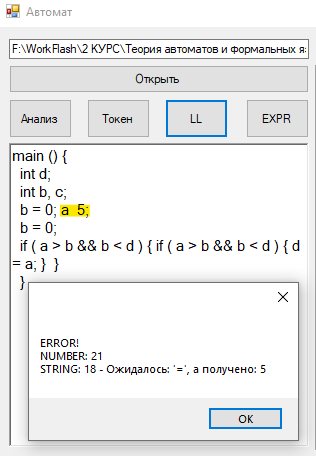 Автомат
F:\WorkFlash\2 КУРС\Теория автоматов и формальных я
Открыть
Анализ Токен LL EXPR
main () {
int d;
int b, c;
b = 0; a 5;
b = 0;
if ( a > b && b < d ) { if ( a > b && b < d ) { d
= a; } }
}
ERROR!
NUMBER: 21
STRING: 18 - Ожидалось: '=', а получено: 5
OK